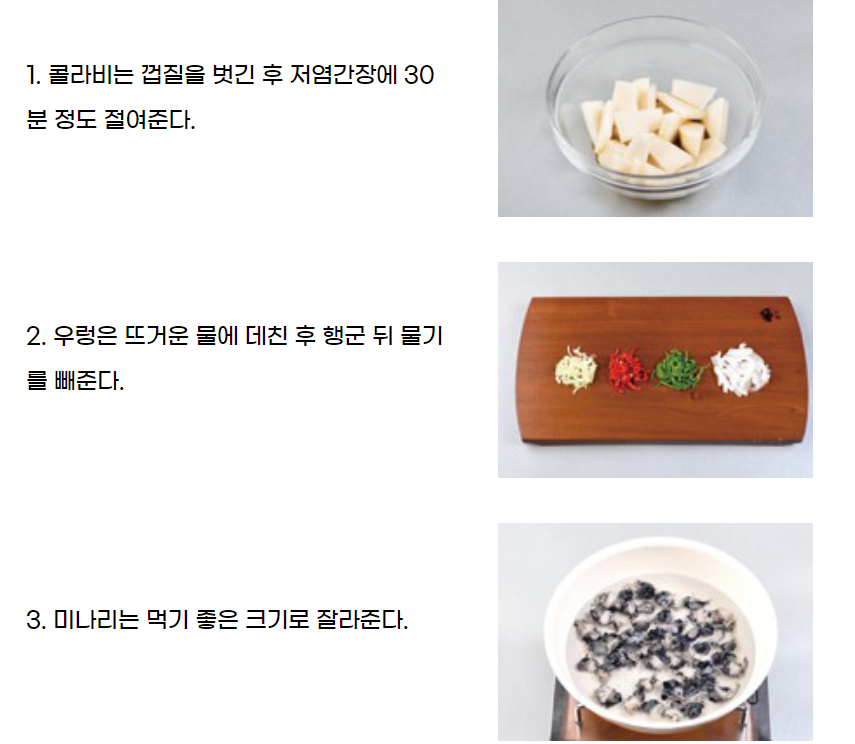 1. 콜라비는 껍질을 벗긴 후 저염간장에 30
분 정도 절여준다.
2. 우렁은 뜨거운 물에 데친 후 행군 뒤 물기
를 빼준다.
3. 미나리는 먹기 좋은 크기로 잘라준다.